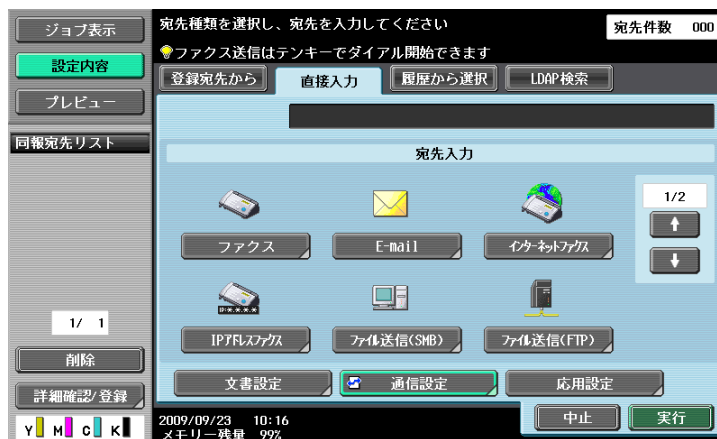 ジョブ表示
設定内容
プレビュー
同報宛先リスト
1/ 1
削除
詳細確認/登録
Y M C K
宛先種類を選択し、宛先を入力してください
宛先件数 000
ファクス送信はテンキーでダイアル開始できます
登録宛先から 直接入力 履歴から選択 LDAP検索
宛先入力
1/2
ファクス E-mail インターネットファクス
IPアドレスファクス ファイル送信(SMB) ファイル送信(FTP)
文書設定 通信設定 応用設定
2009/09/23 10:16
メモリー残量 99%
中止 実行